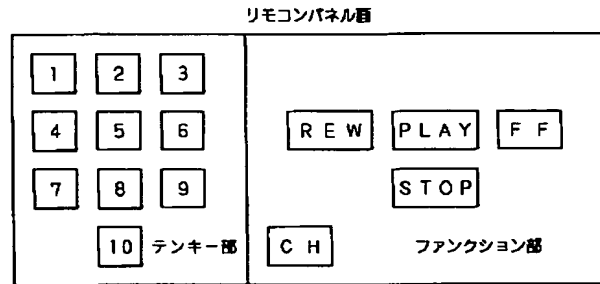 リモコンパネル面
1 2 3
4 5 6 REW PLAY FF
7 8 9 STOP
10 テンキー部 CH ファンクション部